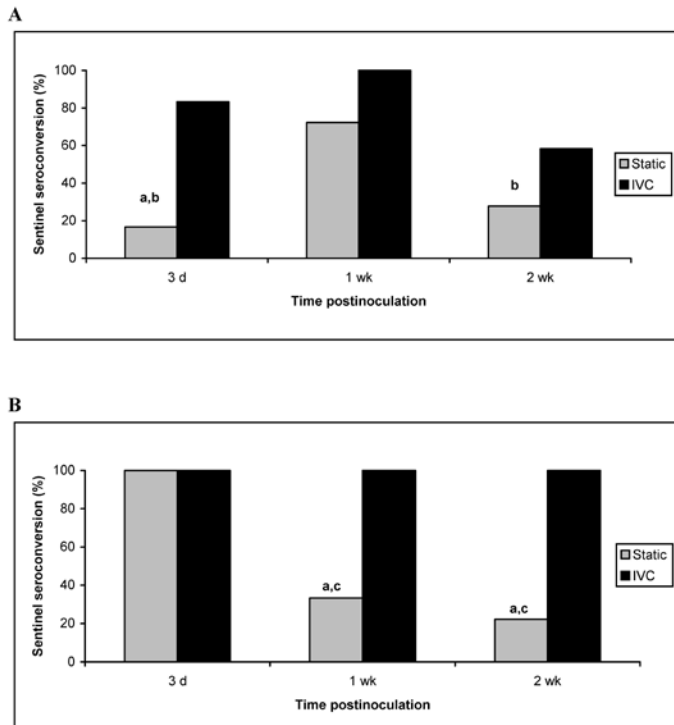 A
Sentinel seroconversion (%)
100
80
60
40
20
0
a,b
b
3 d 1 wk 2 wk
Time postinoculation
Static
IVC
B
Sentinel seroconversion (%)
100
80
60
40
20
0
a,c
a,c
3 d 1 wk 2 wk
Time postinoculation
Static
IVC